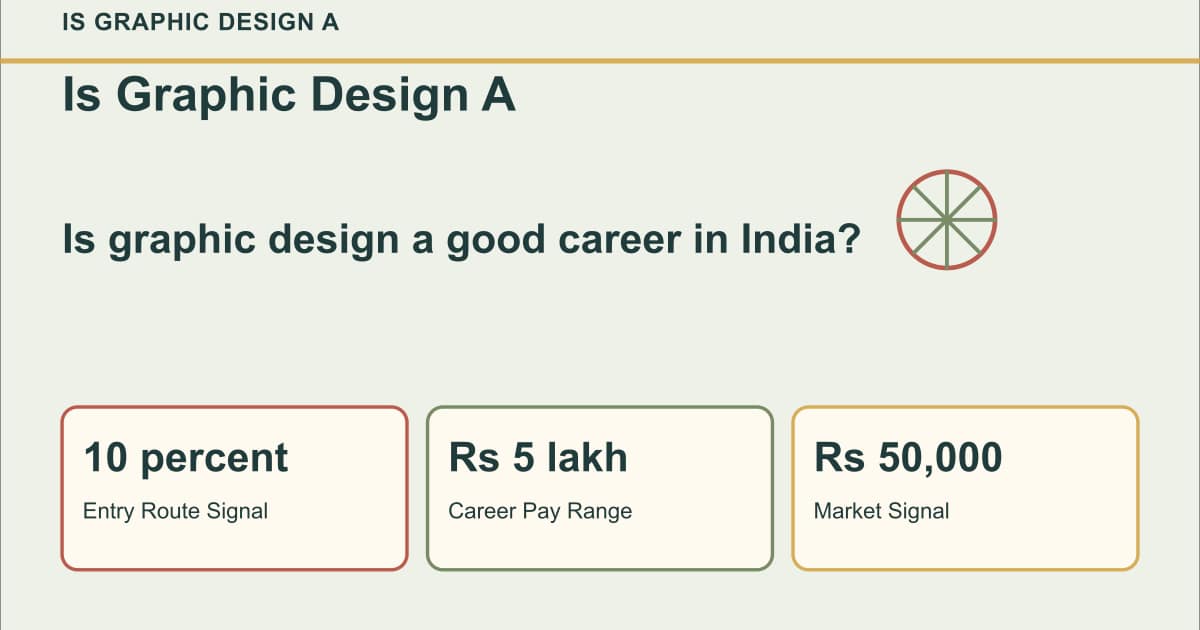 IS GRAPHIC DESIGN A
Is Graphic Design A
Is graphic design a good career in India?
10 percent
Entry Route Signal
Rs 5 lakh
Career Pay Range
Rs 50,000
Market Signal